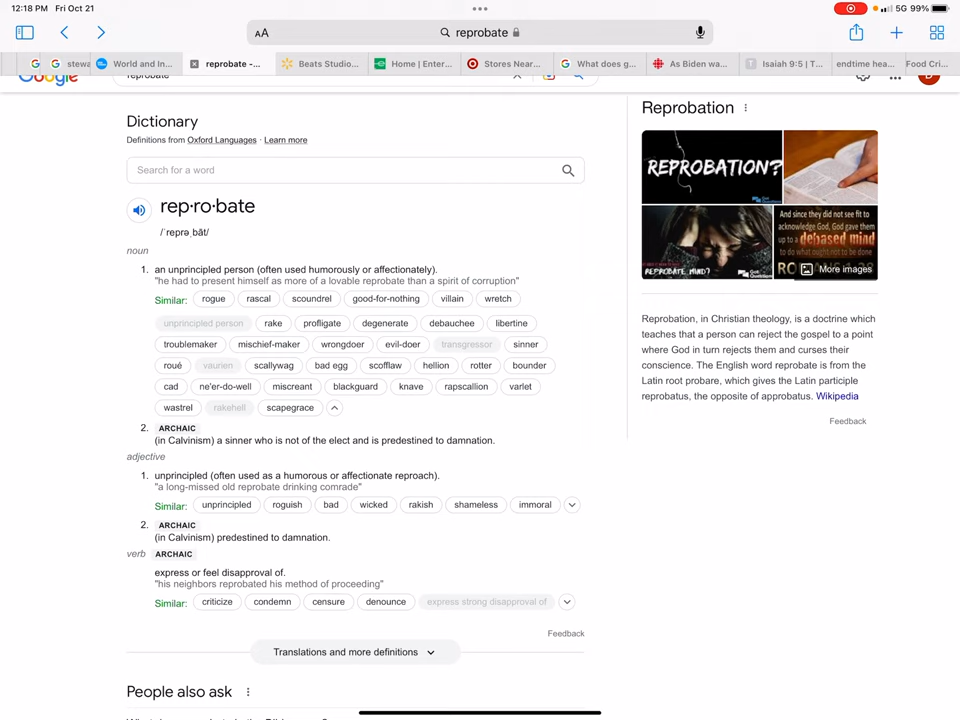 12:18 PM Fri Oct 21
5G 99%
AA
reprobate
stewa
World and In...
reprobate -...
Beats Studio...
Home | Enter...
Stores Near...
What does g...
As Biden wa...
Isaiah 9:5 | T...
endtime hea...
Food Cri...
Google
reprobate
Dictionary
Definitions from Oxford Languages · Learn more
Search for a word
rep·ro·bate
/ˈreprəˌbāt/
noun
1. an unprincipled person (often used humorously or affectionately).
"he had to present himself as more of a lovable reprobate than a spirit of corruption"
Similar: rogue rascal scoundrel good-for-nothing villain wretch
unprincipled person rake profligate degenerate debauchee libertine
troublemaker mischief-maker wrongdoer evil-doer transgressor sinner
roué vaurien scallywag bad egg scofflaw hellion rotter bounder
cad ne'er-do-well miscreant blackguard knave rapscallion varlet
wastrel rakehell scapegrace
2. ARCHAIC
(in Calvinism) a sinner who is not of the elect and is predestined to damnation.
adjective
1. unprincipled (often used as a humorous or affectionate reproach).
"a long-missed old reprobate drinking comrade"
Similar: unprincipled roguish bad wicked rakish shameless immoral
2. ARCHAIC
(in Calvinism) predestined to damnation.
verb ARCHAIC
express or feel disapproval of.
"his neighbors reprobated his method of proceeding"
Similar: criticize condemn censure denounce express strong disapproval of
Feedback
Translations and more definitions
People also ask
Reprobation
REPROBATION?
Got Questions
REPROBATE MIND?
Got Questions
And since they did not see fit to
acknowledge God, God gave them
up to a debased mind
to do what ought not to be done
More images
Reprobation, in Christian theology, is a doctrine which
teaches that a person can reject the gospel to a point
where God in turn rejects them and curses their
conscience. The English word reprobate is from the
Latin root probare, which gives the Latin participle
reprobatus, the opposite of approbatus. Wikipedia
Feedback